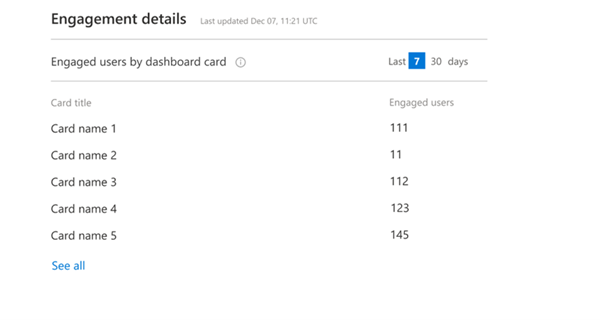 Engagement details Last updated Dec 07, 11:21 UTC
Engaged users by dashboard card Last 7 30 days
Card title Engaged users
Card name 1 111
Card name 2 11
Card name 3 112
Card name 4 123
Card name 5 145
See all